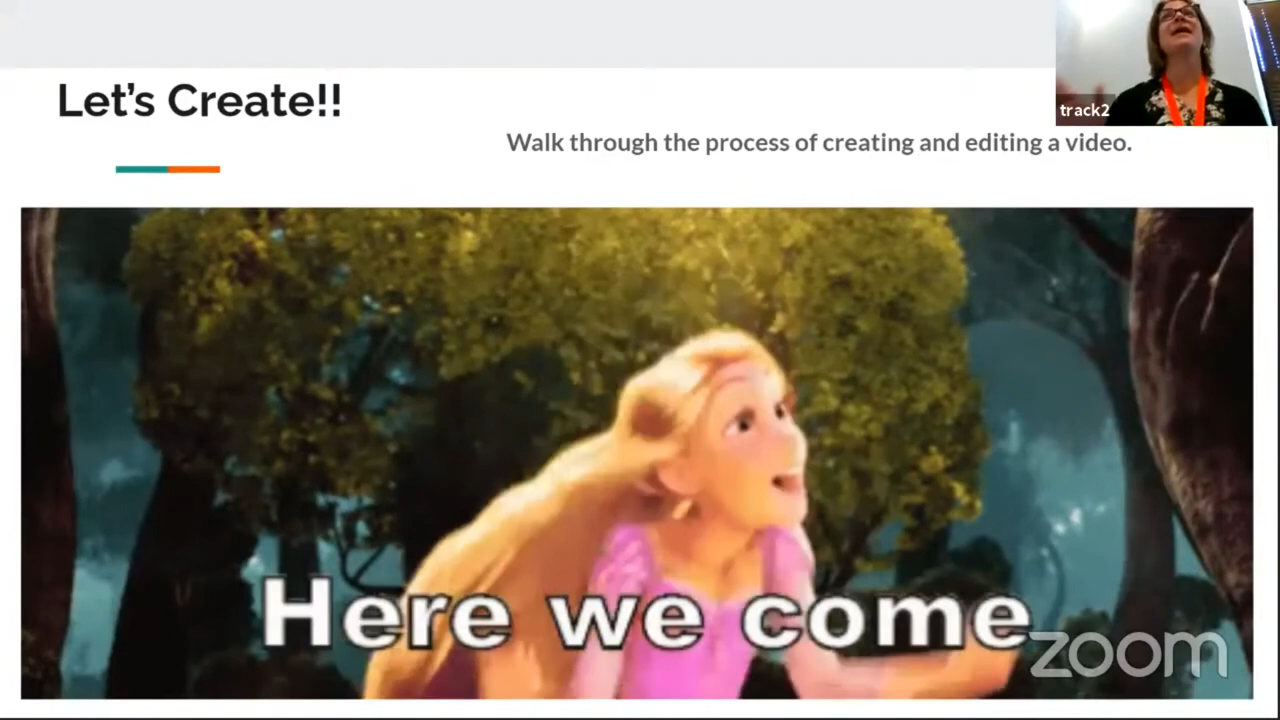 Let's Create!!
track2
Walk through the process of creating and editing a video.
Here we come
zoom